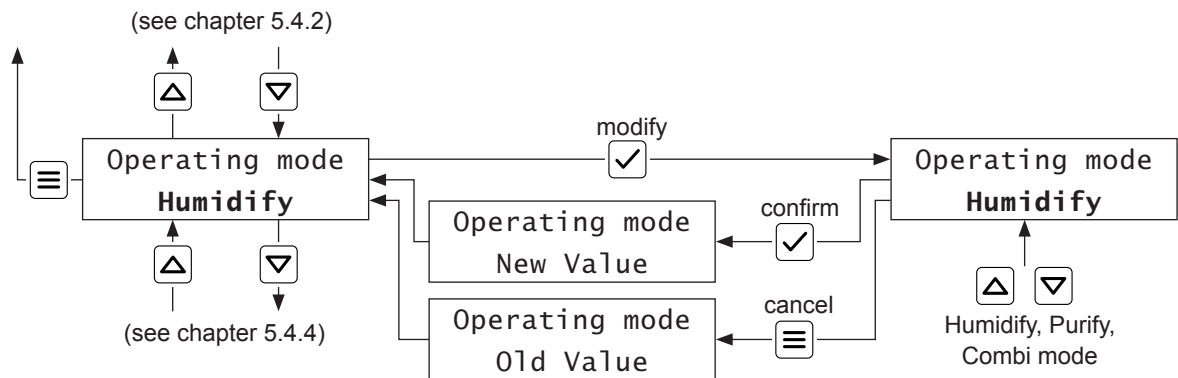 (see chapter 5.4.2)
modify
Operating mode
Humidify
Operating mode
Humidify
Operating mode
New Value
confirm
(see chapter 5.4.4)
Operating mode
Old Value
cancel
Humidify, Purify,
Combi mode